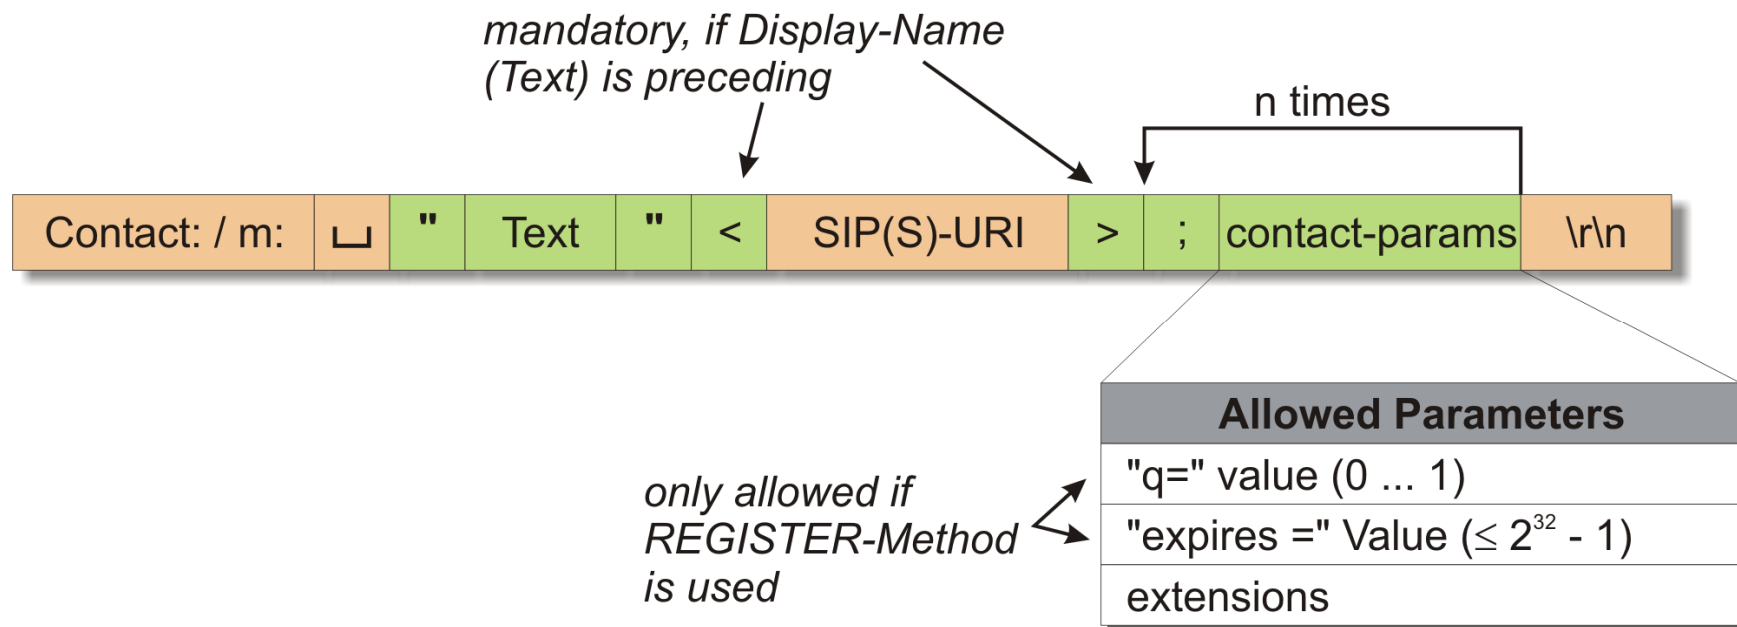 mandatory, if Display-Name
(Text) is preceding
n times
Contact: / m: ␣ " Text " < SIP(S)-URI > ; contact-params \r\n
Allowed Parameters
"q=" value (0 ... 1)
only allowed if
REGISTER-Method
is used
"expires =" Value (≤ 2³² - 1)
extensions